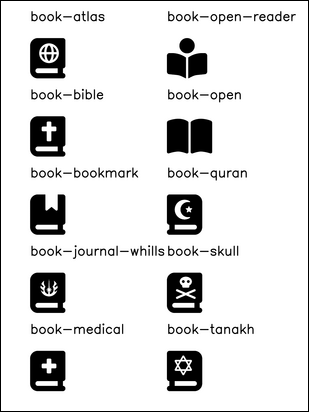 book-atlas book-open-reader
book-bible book-open
book-bookmark book-quran
book-journal-whills book-skull
book-medical book-tanakh